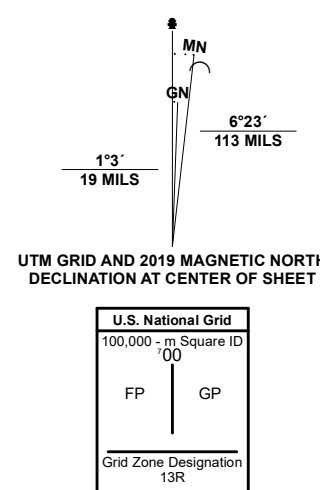 MN
GN
6°23´
113 MILS
1°3´
19 MILS
UTM GRID AND 2019 MAGNETIC NORTH
DECLINATION AT CENTER OF SHEET
U.S. National Grid
100,000 - m Square ID
⁷00
FP GP
Grid Zone Designation
13R